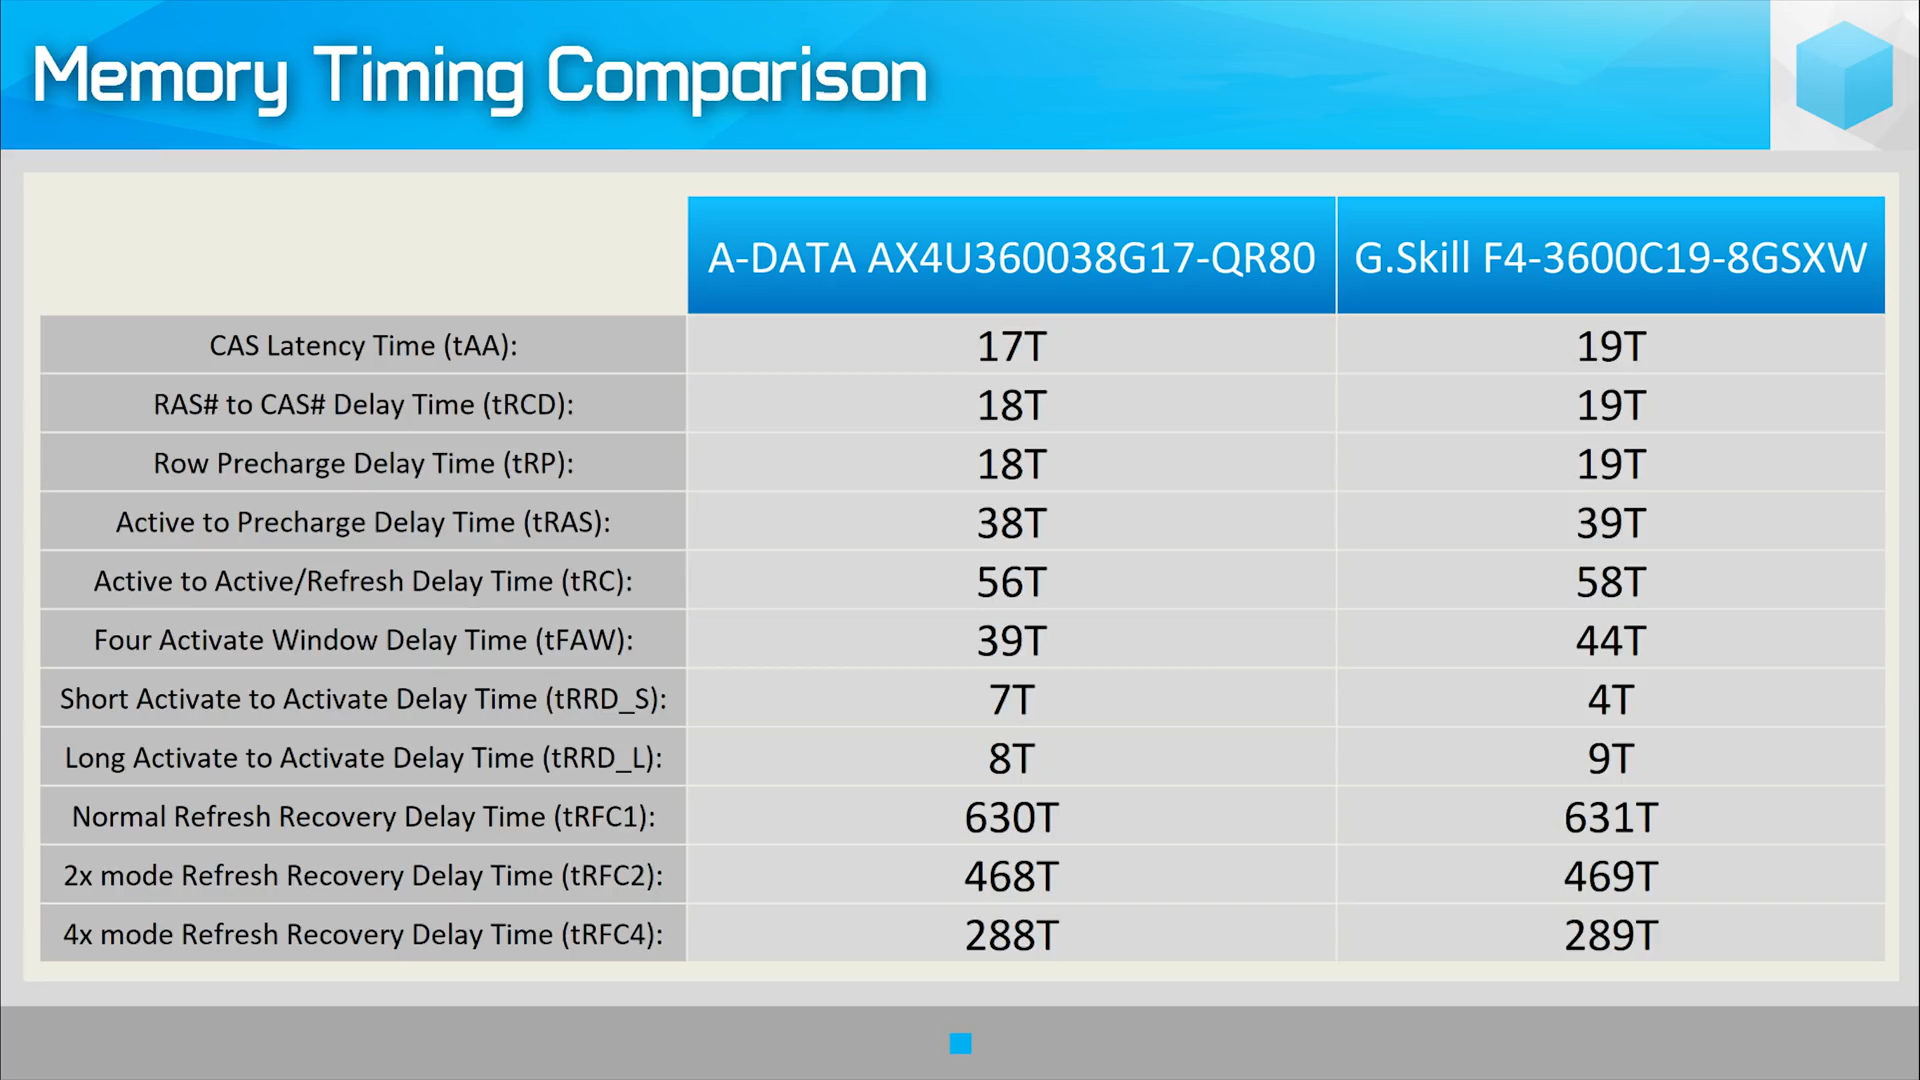 Memory Timing Comparison
A-DATA AX4U360038G17-QR80 G.Skill F4-3600C19-8GSXW
CAS Latency Time (tAA): 17T 19T
RAS# to CAS# Delay Time (tRCD): 18T 19T
Row Precharge Delay Time (tRP): 18T 19T
Active to Precharge Delay Time (tRAS): 38T 39T
Active to Active/Refresh Delay Time (tRC): 56T 58T
Four Activate Window Delay Time (tFAW): 39T 44T
Short Activate to Activate Delay Time (tRRD_S): 7T 4T
Long Activate to Activate Delay Time (tRRD_L): 8T 9T
Normal Refresh Recovery Delay Time (tRFC1): 630T 631T
2x mode Refresh Recovery Delay Time (tRFC2): 468T 469T
4x mode Refresh Recovery Delay Time (tRFC4): 288T 289T